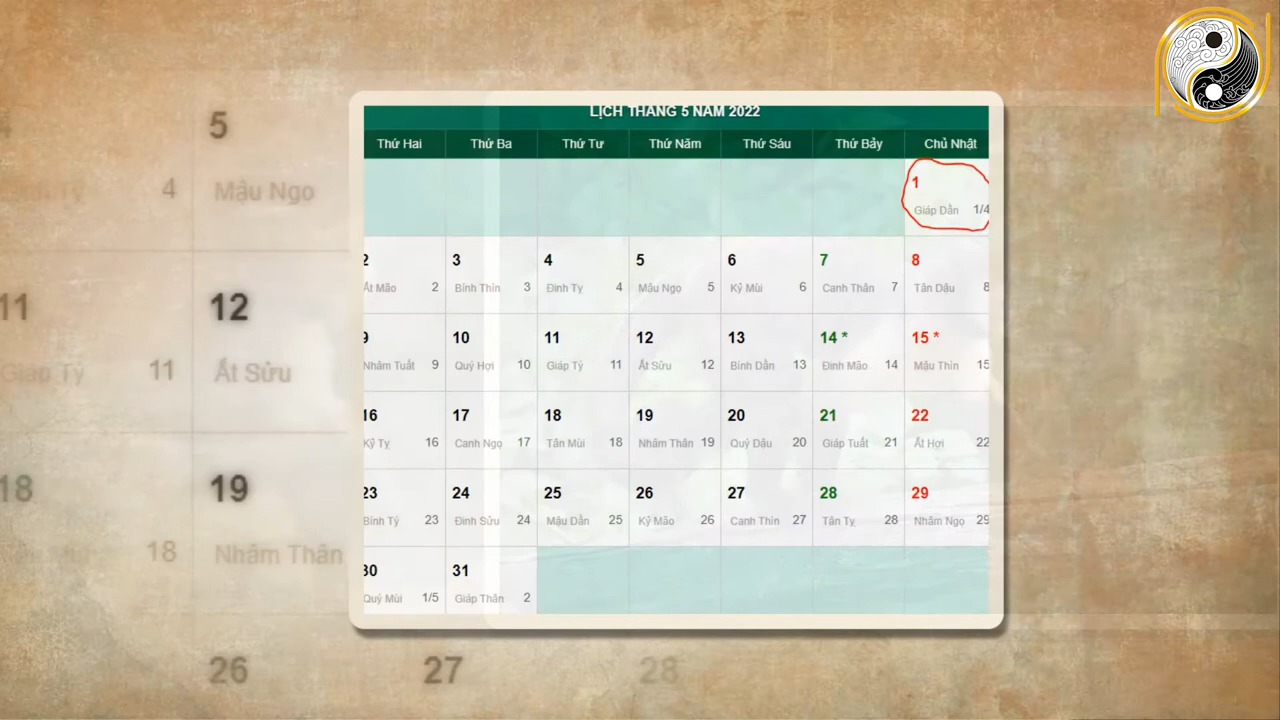 LỊCH THÁNG 5 NĂM 2022
Thứ Hai Thứ Ba Thứ Tư Thứ Năm Thứ Sáu Thứ Bảy Chủ Nhật
1
Giáp Dần 1/4
2 3 4 5 6 7 8
Ất Mão 2 Bính Thìn 3 Đinh Tỵ 4 Mậu Ngọ 5 Kỷ Mùi 6 Canh Thân 7 Tân Dậu 8
9 10 11 12 13 14 * 15 *
Nhâm Tuất 9 Quý Hợi 10 Giáp Tý 11 Ất Sửu 12 Bính Dần 13 Đinh Mão 14 Mậu Thìn 15
16 17 18 19 20 21 22
Kỷ Tỵ 16 Canh Ngọ 17 Tân Mùi 18 Nhâm Thân 19 Quý Dậu 20 Giáp Tuất 21 Ất Hợi 22
23 24 25 26 27 28 29
Bính Tý 23 Đinh Sửu 24 Mậu Dần 25 Kỷ Mão 26 Canh Thìn 27 Tân Tỵ 28 Nhâm Ngọ 29
30 31
Quý Mùi 1/5 Giáp Thân 2
5
4 Mậu Ngọ
11 12
Giáp Tý 11 Ất Sửu
18 19
18 Nhâm Thân
26 27 28